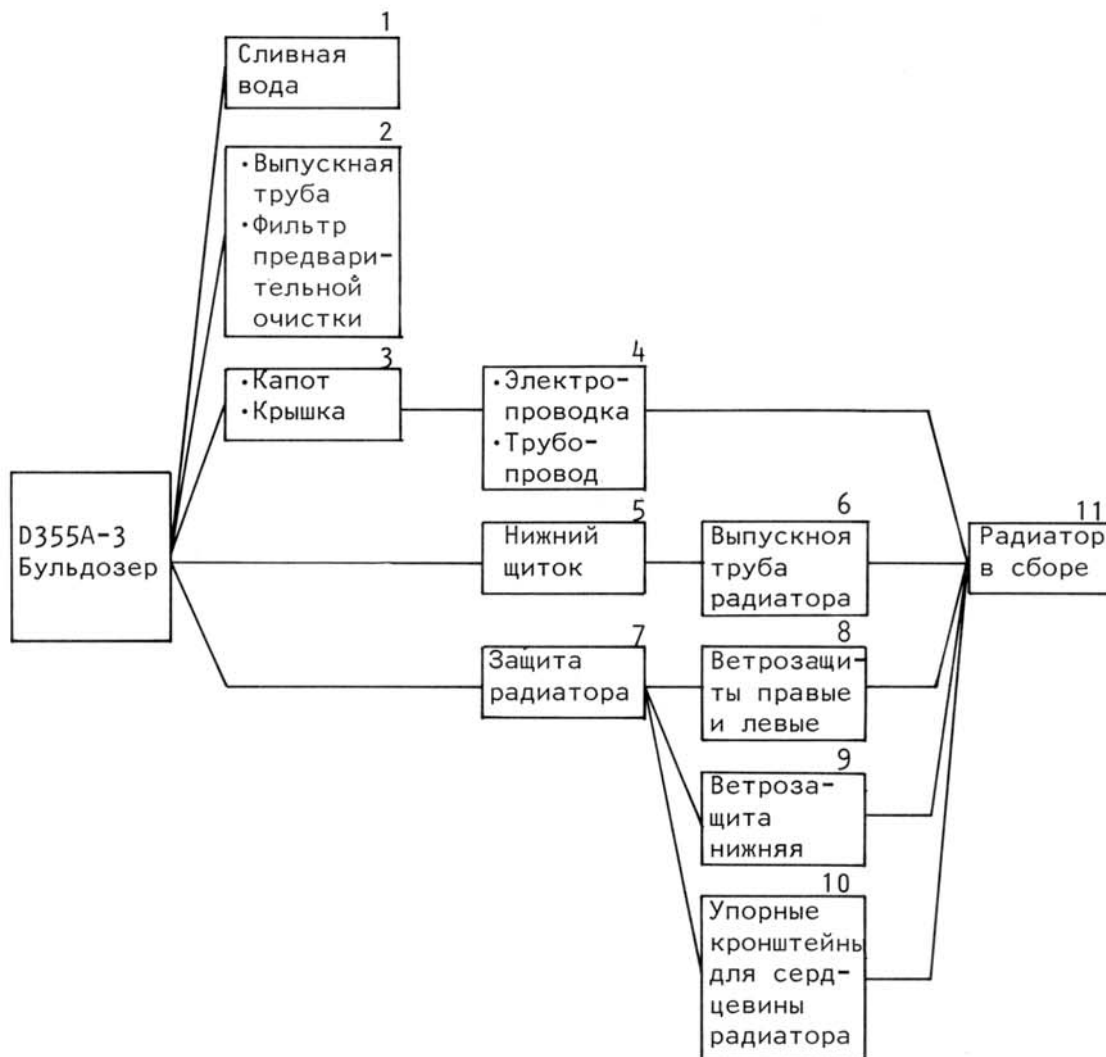 1
Сливная
вода
2
·Выпускная
труба
·Фильтр
предвари-
тельной
очистки
3
·Капот
·Крышка
4
·Электро-
проводка
·Трубо-
провод
D355A-3
Бульдозер
5
Нижний
щиток
6
Выпускноя
труба
радиатора
11
Радиатор
в сборе
7
Защита
радиатора
8
Ветрозащи-
ты правые
и левые
9
Ветроза-
щита
нижняя
10
Упорные
кронштейны
для серд-
цевины
радиатора